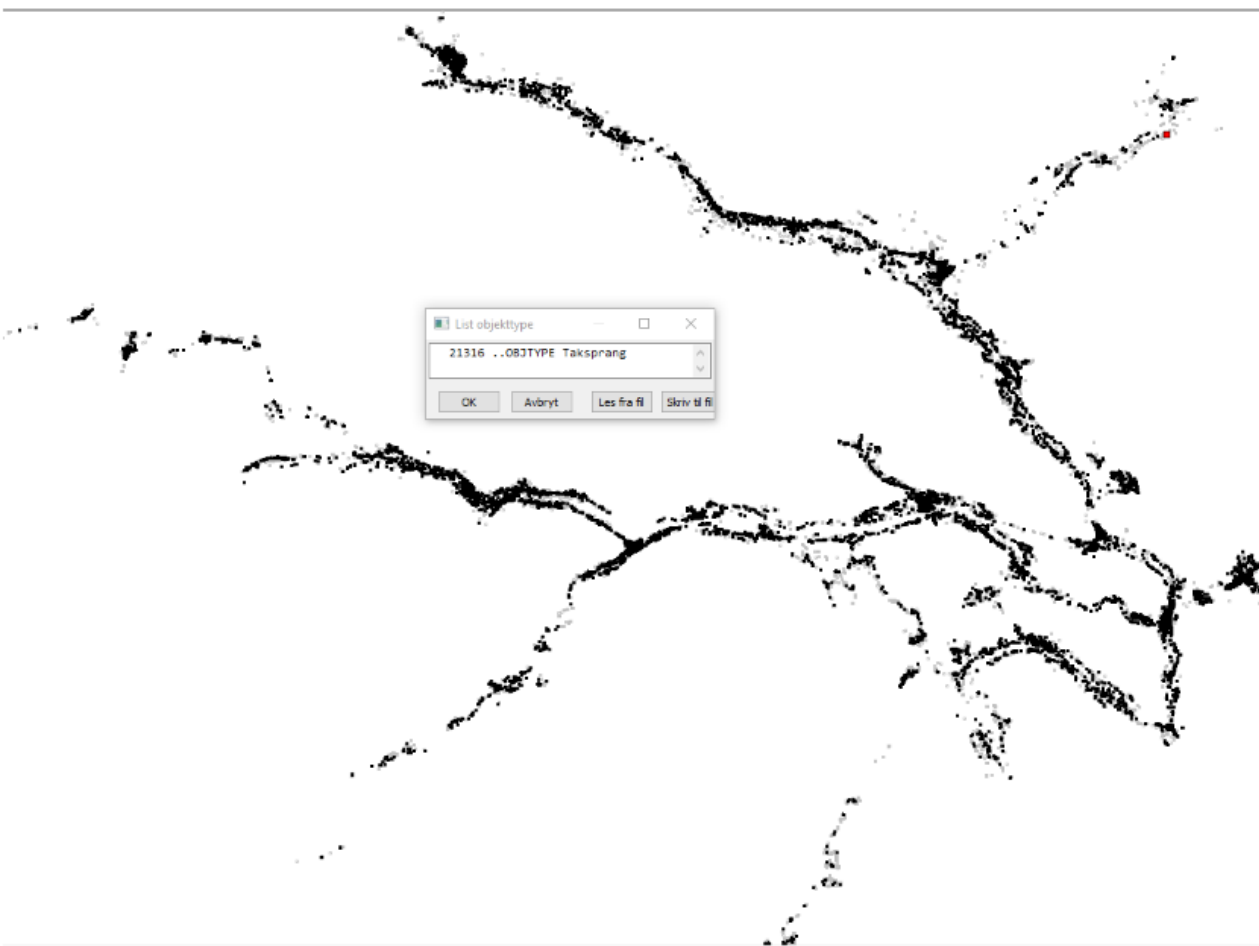 List objekttype
21316 ..OBJTYPE Taksprang
OK Avbryt Les fra fil Skriv til fil